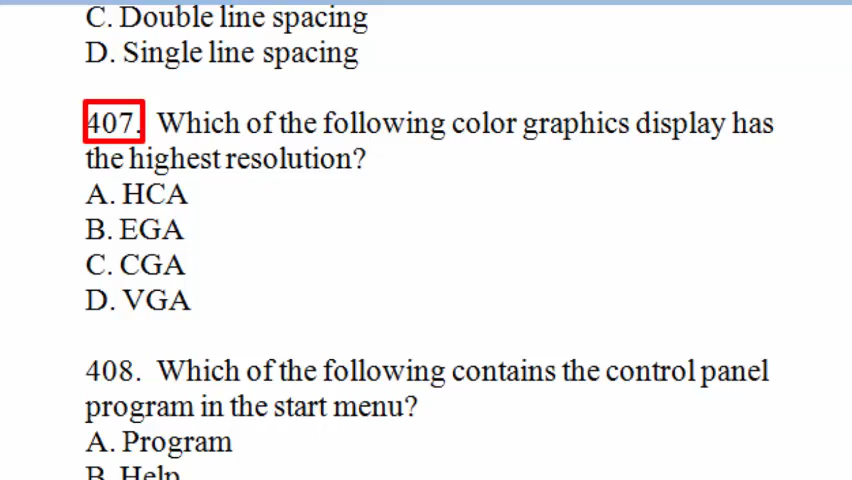 C. Double line spacing
D. Single line spacing
407. Which of the following color graphics display has
the highest resolution?
A. HCA
B. EGA
C. CGA
D. VGA
408. Which of the following contains the control panel
program in the start menu?
A. Program
B. Help